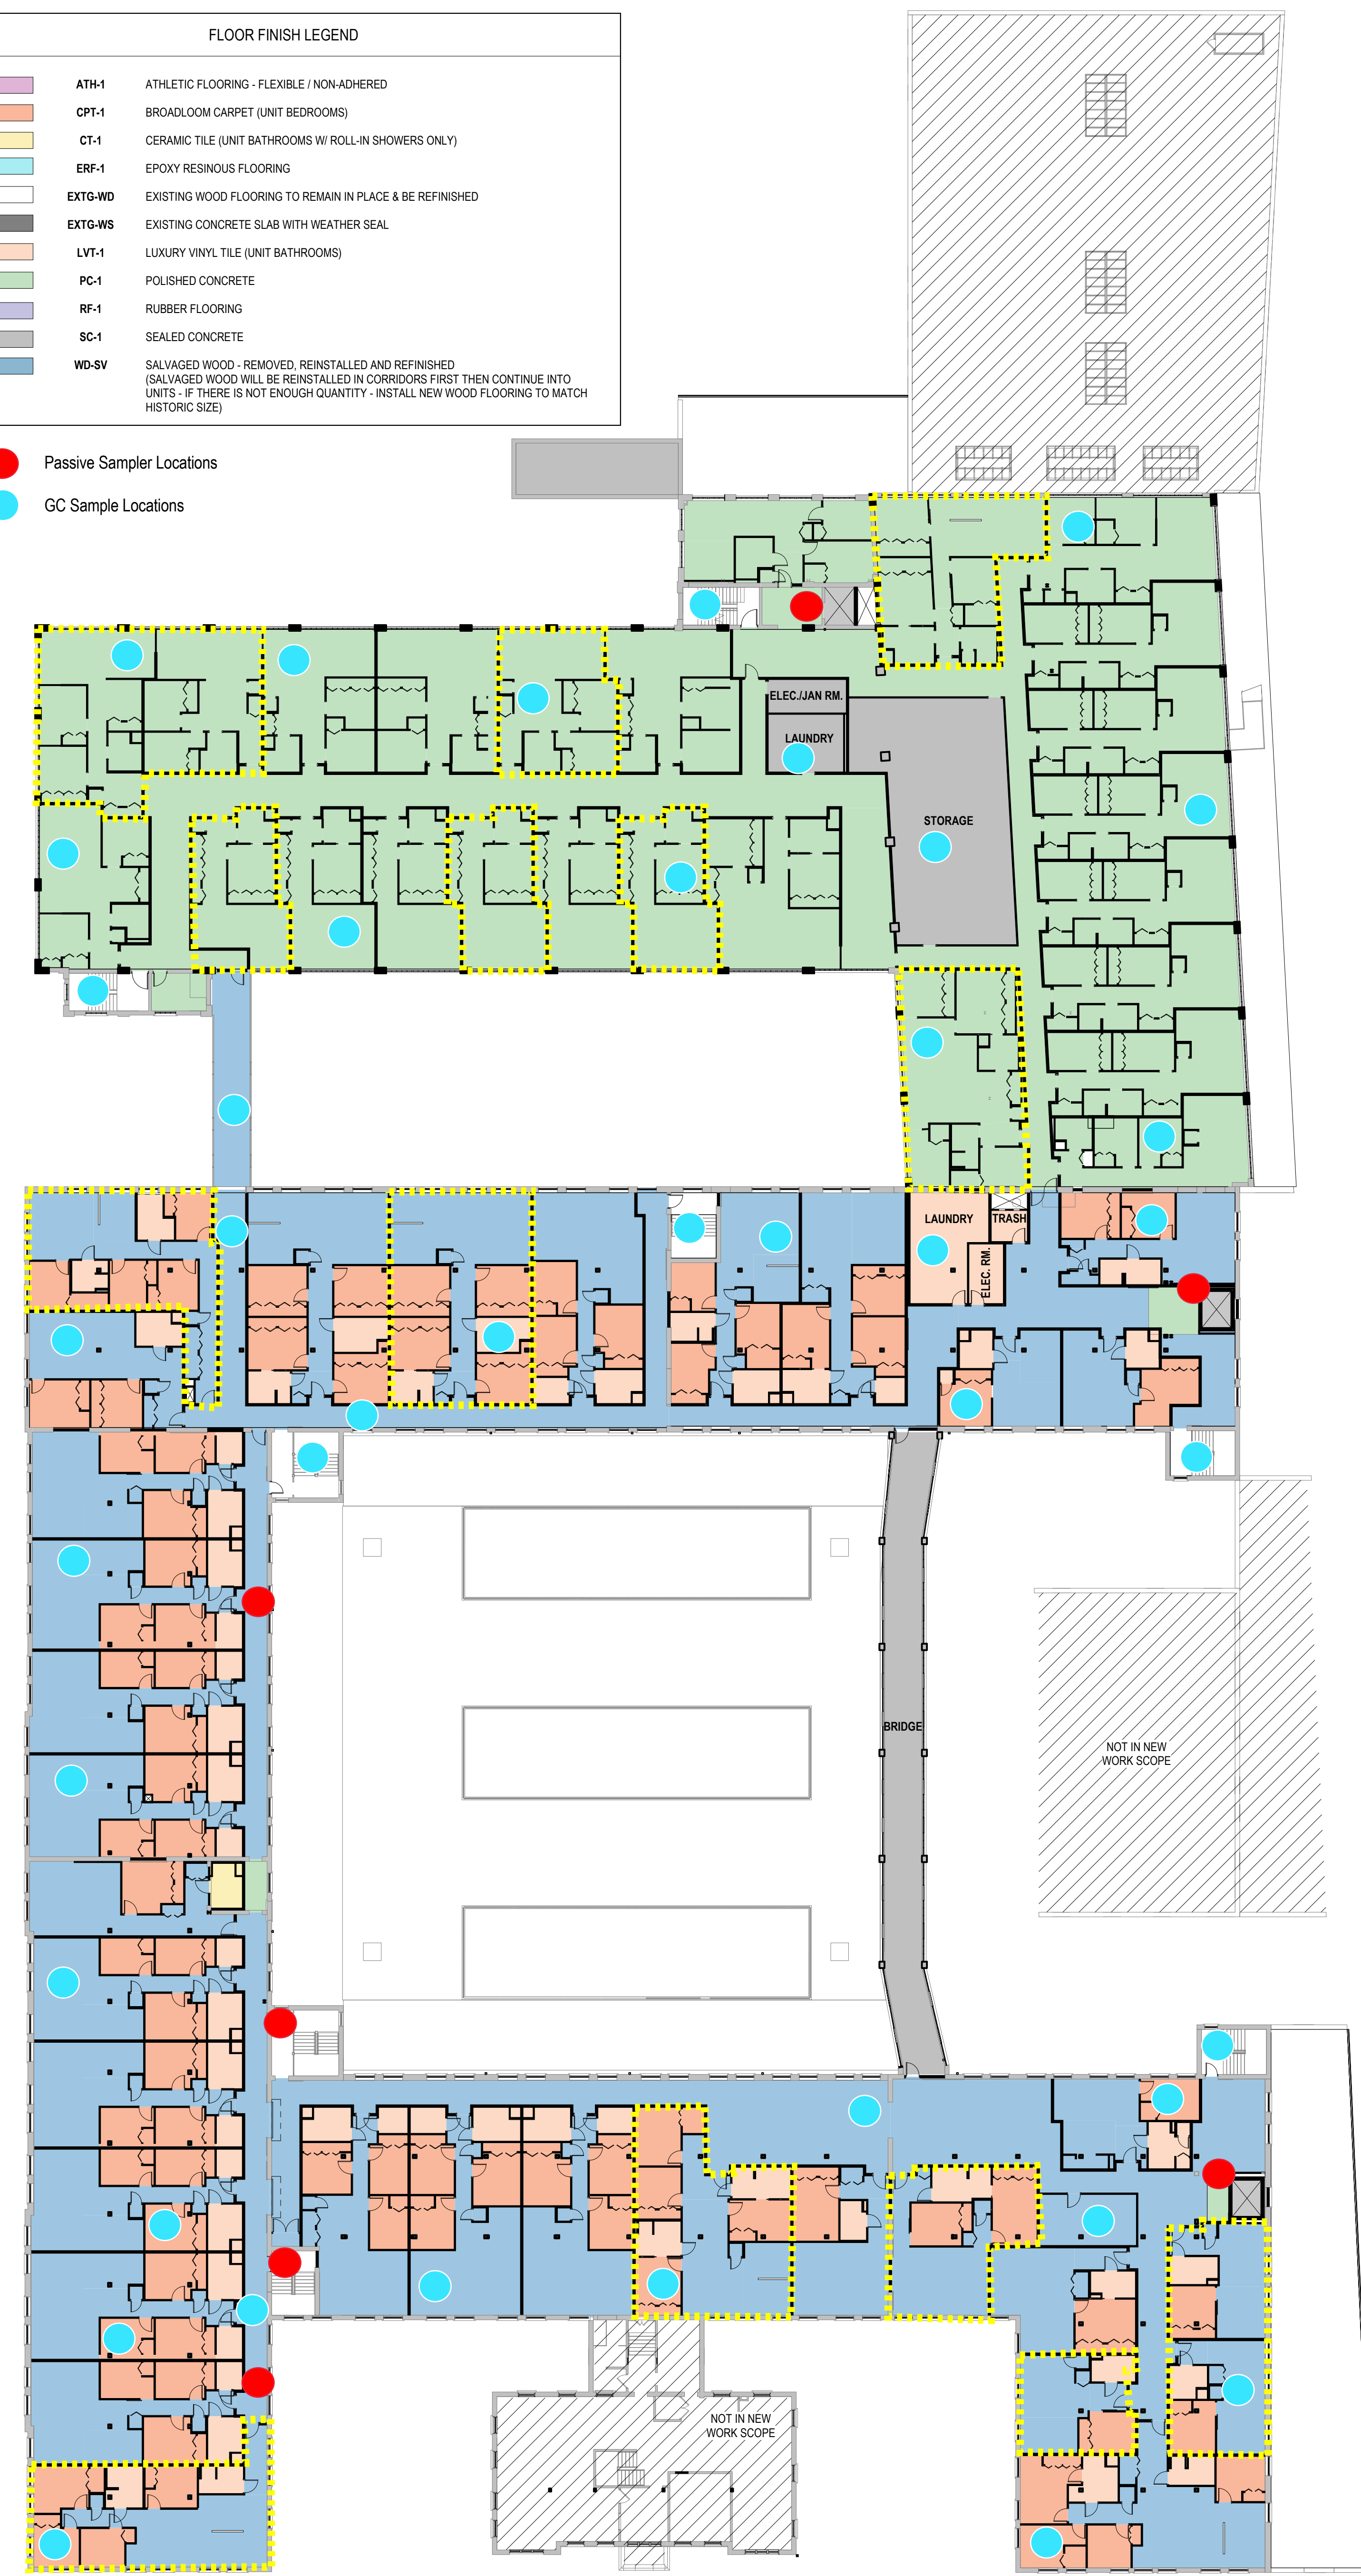 FLOOR FINISH LEGEND
ATH-1 ATHLETIC FLOORING - FLEXIBLE / NON-ADHERED
CPT-1 BROADLOOM CARPET (UNIT BEDROOMS)
CT-1 CERAMIC TILE (UNIT BATHROOMS W/ ROLL-IN SHOWERS ONLY)
ERF-1 EPOXY RESINOUS FLOORING
EXTG-WD EXISTING WOOD FLOORING TO REMAIN IN PLACE & BE REFINISHED
EXTG-WS EXISTING CONCRETE SLAB WITH WEATHER SEAL
LVT-1 LUXURY VINYL TILE (UNIT BATHROOMS)
PC-1 POLISHED CONCRETE
RF-1 RUBBER FLOORING
SC-1 SEALED CONCRETE
WD-SV SALVAGED WOOD - REMOVED, REINSTALLED AND REFINISHED
(SALVAGED WOOD WILL BE REINSTALLED IN CORRIDORS FIRST THEN CONTINUE INTO
UNITS - IF THERE IS NOT ENOUGH QUANTITY - INSTALL NEW WOOD FLOORING TO MATCH
HISTORIC SIZE)
Passive Sampler Locations
GC Sample Locations
ELEC./JAN RM.
LAUNDRY
STORAGE
LAUNDRY
TRASH
ELEC. RM.
BRIDGE
NOT IN NEW
WORK SCOPE
NOT IN NEW
WORK SCOPE